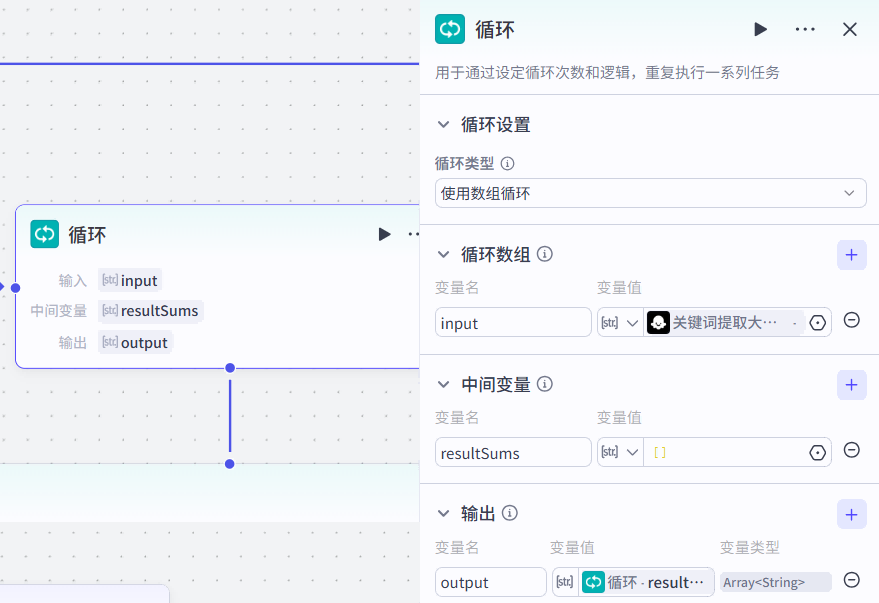 循环
用于通过设定循环次数和逻辑，重复执行一系列任务
循环设置
循环类型
使用数组循环
循环
输入 [str] input
中间变量 [str] resultSums
输出 [str] output
循环数组
变量名 变量值
input [str] 关键词提取大… -
中间变量
变量名 变量值
resultSums [str] []
输出
变量名 变量值 变量类型
output [str] 循环 - result… Array<String>